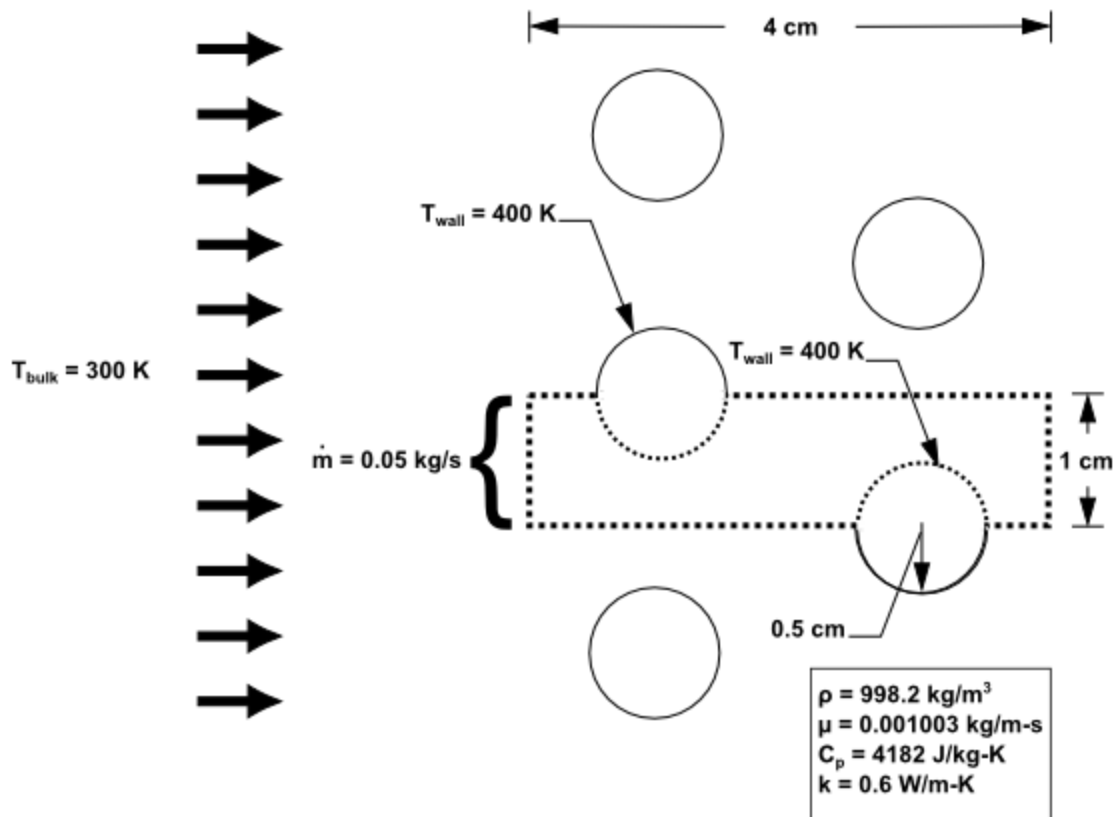 4 cm
T_wall = 400 K
T_wall = 400 K
T_bulk = 300 K
ṁ = 0.05 kg/s
1 cm
0.5 cm
ρ = 998.2 kg/m³
μ = 0.001003 kg/m-s
C_p = 4182 J/kg-K
k = 0.6 W/m-K